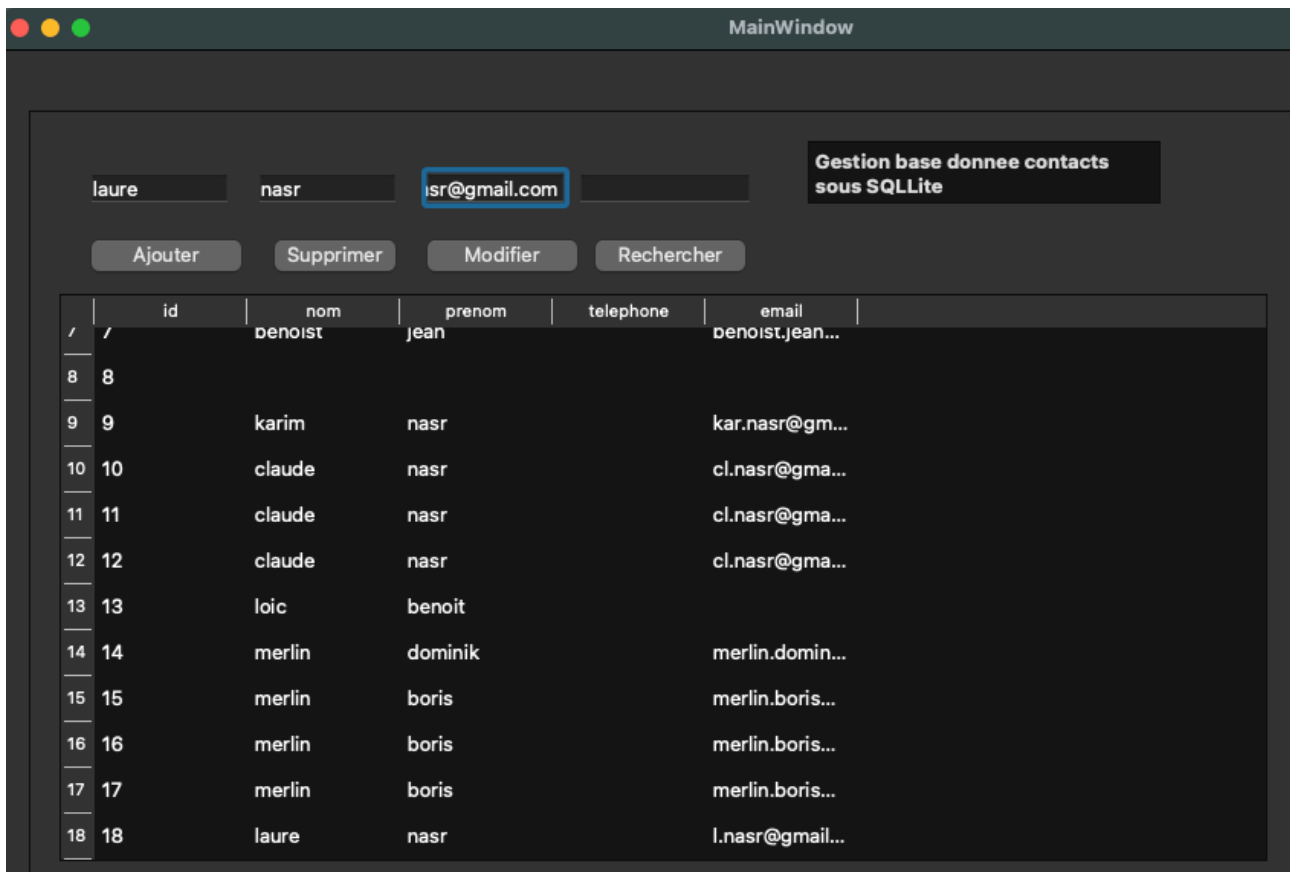 MainWindow
Gestion base donnee contacts
sous SQLLite
laure nasr sr@gmail.com
Ajouter Supprimer Modifier Rechercher
id nom prenom telephone email
7 7 benoist jean benoist.jean...
8 8
9 9 karim nasr kar.nasr@gm...
10 10 claude nasr cl.nasr@gma...
11 11 claude nasr cl.nasr@gma...
12 12 claude nasr cl.nasr@gma...
13 13 loic benoit
14 14 merlin dominik merlin.domin...
15 15 merlin boris merlin.boris...
16 16 merlin boris merlin.boris...
17 17 merlin boris merlin.boris...
18 18 laure nasr l.nasr@gmail...